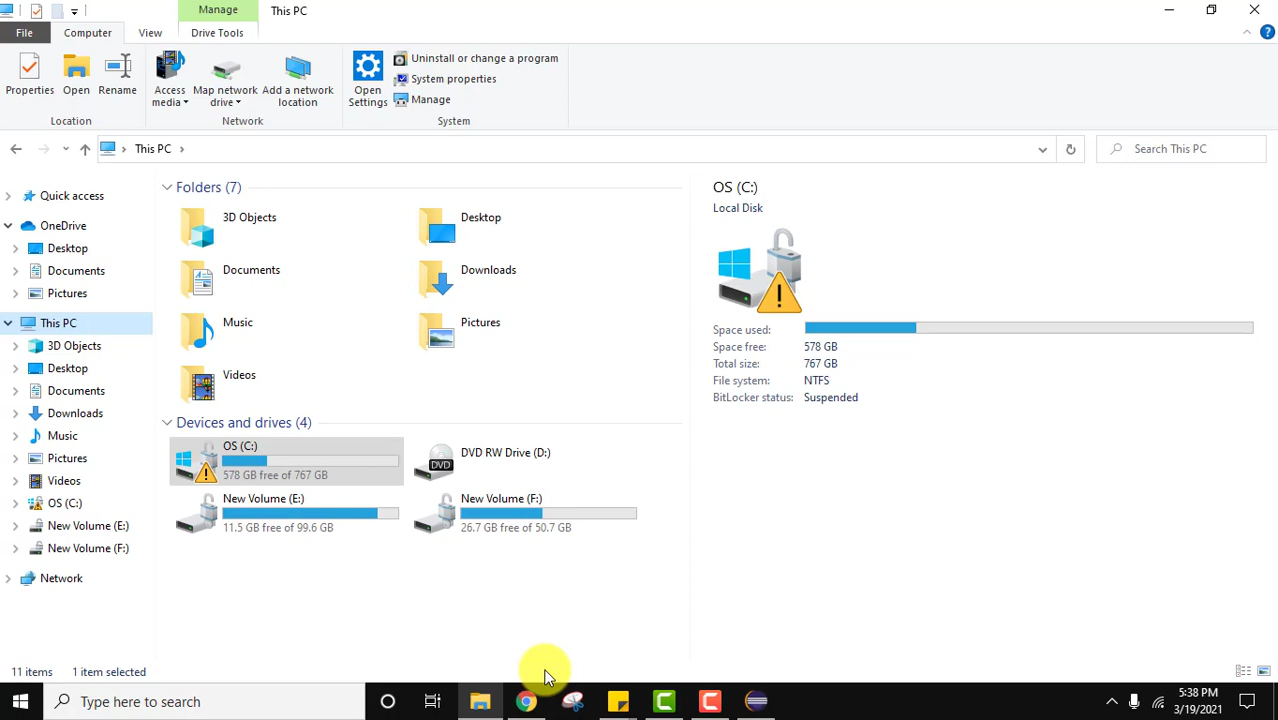 Manage
This PC
File
Computer
View
Drive Tools
Properties
Open
Rename
Location
Access media
Map network drive
Add a network location
Network
Open Settings
Uninstall or change a program
System properties
Manage
System
This PC
Search This PC
Quick access
OneDrive
Desktop
Documents
Pictures
This PC
3D Objects
Desktop
Documents
Downloads
Music
Pictures
Videos
OS (C:)
New Volume (E:)
New Volume (F:)
Network
Folders (7)
3D Objects
Desktop
Documents
Downloads
Music
Pictures
Videos
Devices and drives (4)
OS (C:)
578 GB free of 767 GB
DVD RW Drive (D:)
DVD
New Volume (E:)
11.5 GB free of 99.6 GB
New Volume (F:)
26.7 GB free of 50.7 GB
OS (C:)
Local Disk
Space used:
Space free: 578 GB
Total size: 767 GB
File system: NTFS
BitLocker status: Suspended
11 items
1 item selected
Type here to search
5:38 PM
3/19/2021